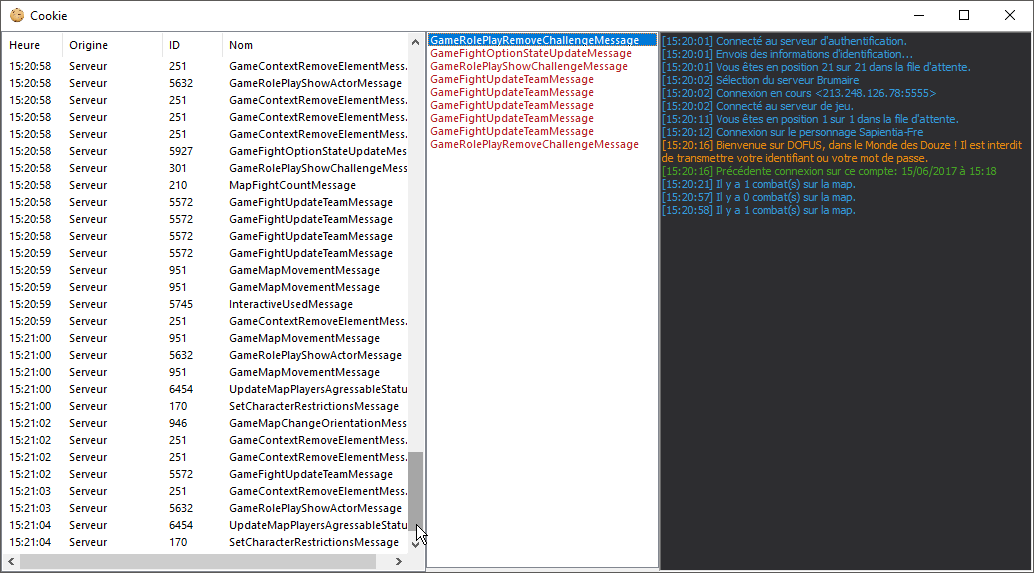 Cookie
Heure Origine ID Nom
15:20:58 Serveur 251 GameContextRemoveElementMess...
15:20:58 Serveur 5632 GameRolePlayShowActorMessage
15:20:58 Serveur 251 GameContextRemoveElementMess...
15:20:58 Serveur 251 GameContextRemoveElementMess...
15:20:58 Serveur 251 GameContextRemoveElementMess...
15:20:58 Serveur 5927 GameFightOptionStateUpdateMes...
15:20:58 Serveur 301 GameRolePlayShowChallengeMess...
15:20:58 Serveur 210 MapFightCountMessage
15:20:58 Serveur 5572 GameFightUpdateTeamMessage
15:20:58 Serveur 5572 GameFightUpdateTeamMessage
15:20:58 Serveur 5572 GameFightUpdateTeamMessage
15:20:59 Serveur 5572 GameFightUpdateTeamMessage
15:20:59 Serveur 951 GameMapMovementMessage
15:20:59 Serveur 951 GameMapMovementMessage
15:20:59 Serveur 5745 InteractiveUsedMessage
15:20:59 Serveur 251 GameContextRemoveElementMess...
15:21:00 Serveur 951 GameMapMovementMessage
15:21:00 Serveur 5632 GameRolePlayShowActorMessage
15:21:00 Serveur 951 GameMapMovementMessage
15:21:00 Serveur 6454 UpdateMapPlayersAgressableStatu
15:21:00 Serveur 170 SetCharacterRestrictionsMessage
15:21:02 Serveur 946 GameMapChangeOrientationMess
15:21:02 Serveur 251 GameContextRemoveElementMess...
15:21:02 Serveur 251 GameContextRemoveElementMess...
15:21:02 Serveur 5572 GameFightUpdateTeamMessage
15:21:03 Serveur 251 GameContextRemoveElementMess...
15:21:03 Serveur 5632 GameRolePlayShowActorMessage
15:21:04 Serveur 6454 UpdateMapPlayersAgressableStatu
15:21:04 Serveur 170 SetCharacterRestrictionsMessage
GameRolePlayRemoveChallengeMessage
GameFightOptionStateUpdateMessage
GameRolePlayShowChallengeMessage
GameFightUpdateTeamMessage
GameFightUpdateTeamMessage
GameFightUpdateTeamMessage
GameFightUpdateTeamMessage
GameFightUpdateTeamMessage
GameRolePlayRemoveChallengeMessage
[15:20:01] Connecté au serveur d'authentification.
[15:20:01] Envois des informations d'identification...
[15:20:01] Vous êtes en position 21 sur 21 dans la file d'attente.
[15:20:02] Sélection du serveur Brumaire
[15:20:02] Connexion en cours <213.248.126.78:5555>
[15:20:02] Connecté au serveur de jeu.
[15:20:11] Vous êtes en position 1 sur 1 dans la file d'attente.
[15:20:12] Connexion sur le personnage Sapientia-Fre
[15:20:16] Bienvenue sur DOFUS, dans le Monde des Douze ! Il est interdit
de transmettre votre identifiant ou votre mot de passe.
[15:20:16] Précédente connexion sur ce compte: 15/06/2017 à 15:18
[15:20:21] Il y a 1 combat(s) sur la map.
[15:20:57] Il y a 0 combat(s) sur la map.
[15:20:58] Il y a 1 combat(s) sur la map.